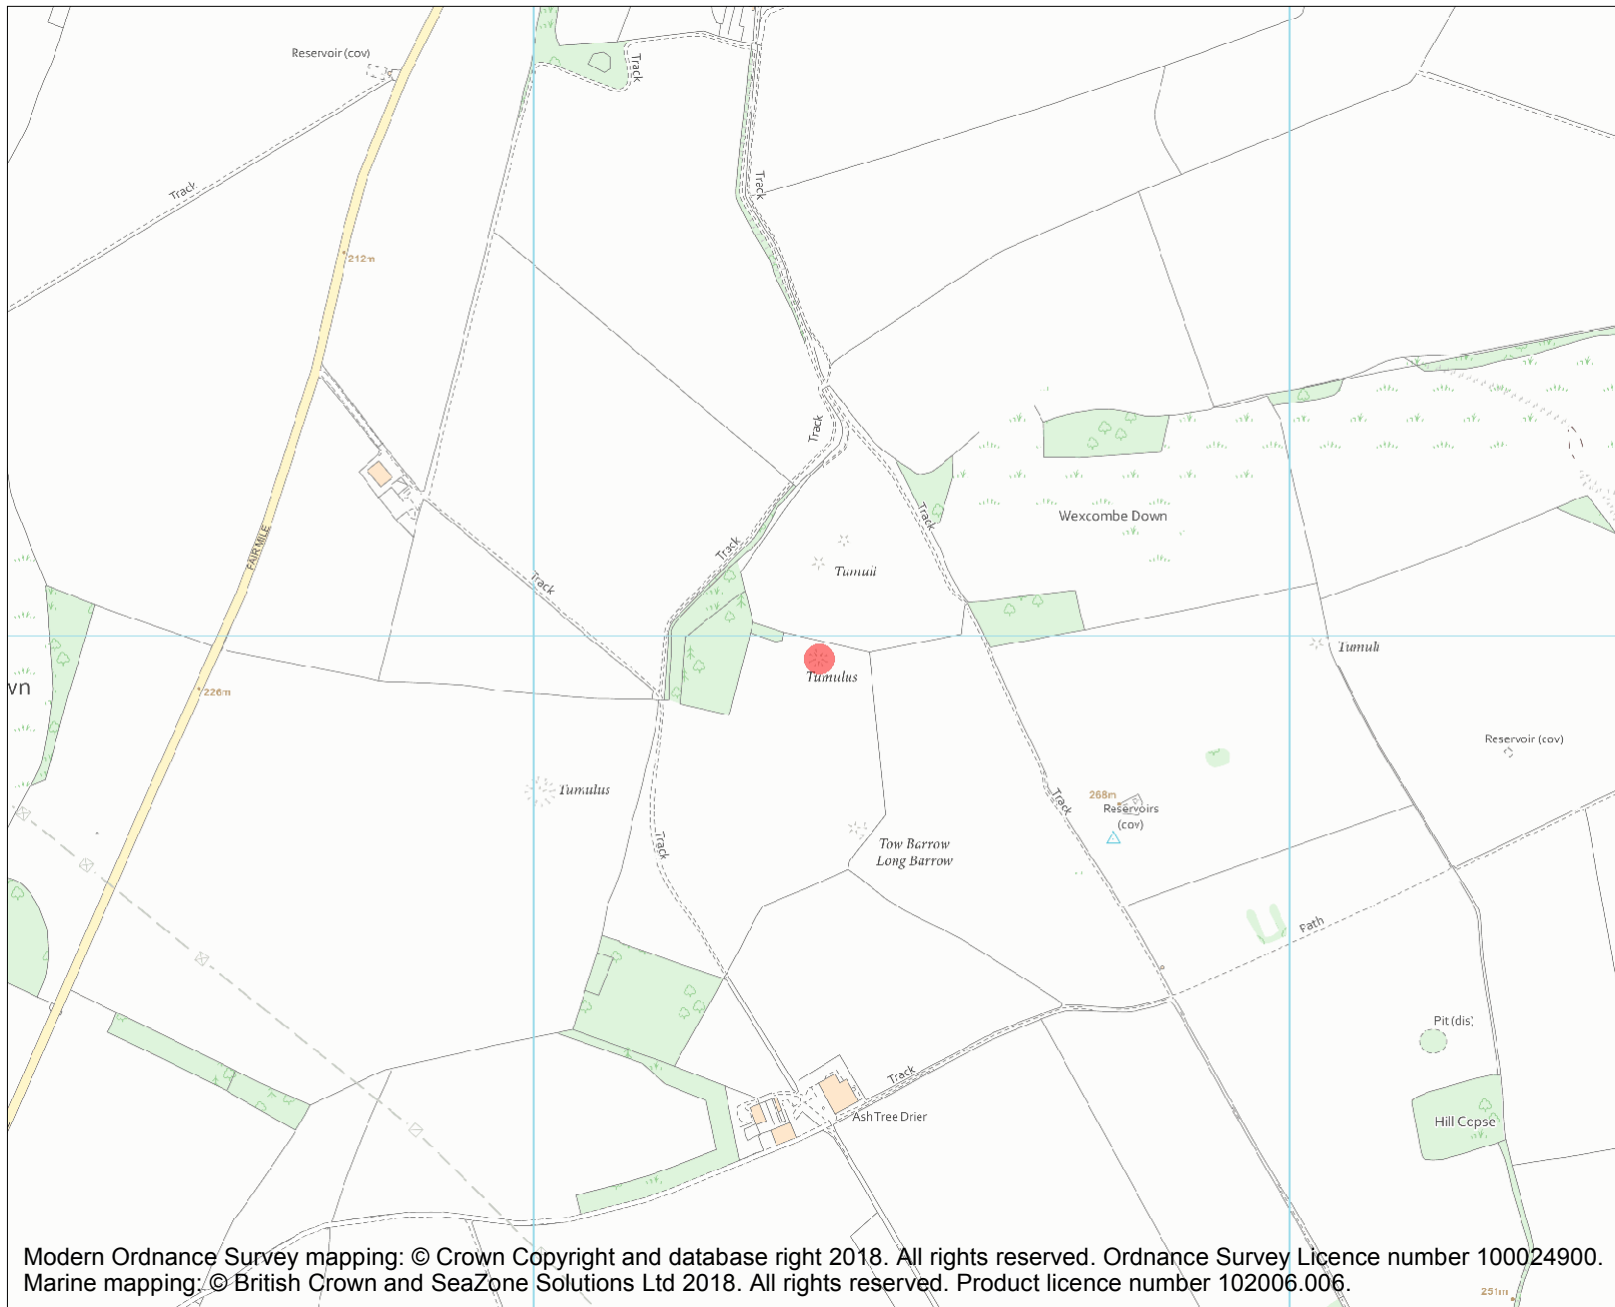 Reservoir (cov)
Track
Track
Track
212m
Track
Track
Wexcombe Down
FAIR MILE
Track
Track
Tumuli
Tumuli
Tumulus
wn
226m
Reservoir (cov)
Tumulus
268m
Track
Reservoirs
(cov)
Track
Tow Barrow
Long Barrow
Path
Pit (dis)
Track
Ash Tree Drier
Hill Copse
Modern Ordnance Survey mapping: © Crown Copyright and database right 2018. All rights reserved. Ordnance Survey Licence number 100024900.
Marine mapping: © British Crown and SeaZone Solutions Ltd 2018. All rights reserved. Product licence number 102006.006.
251m